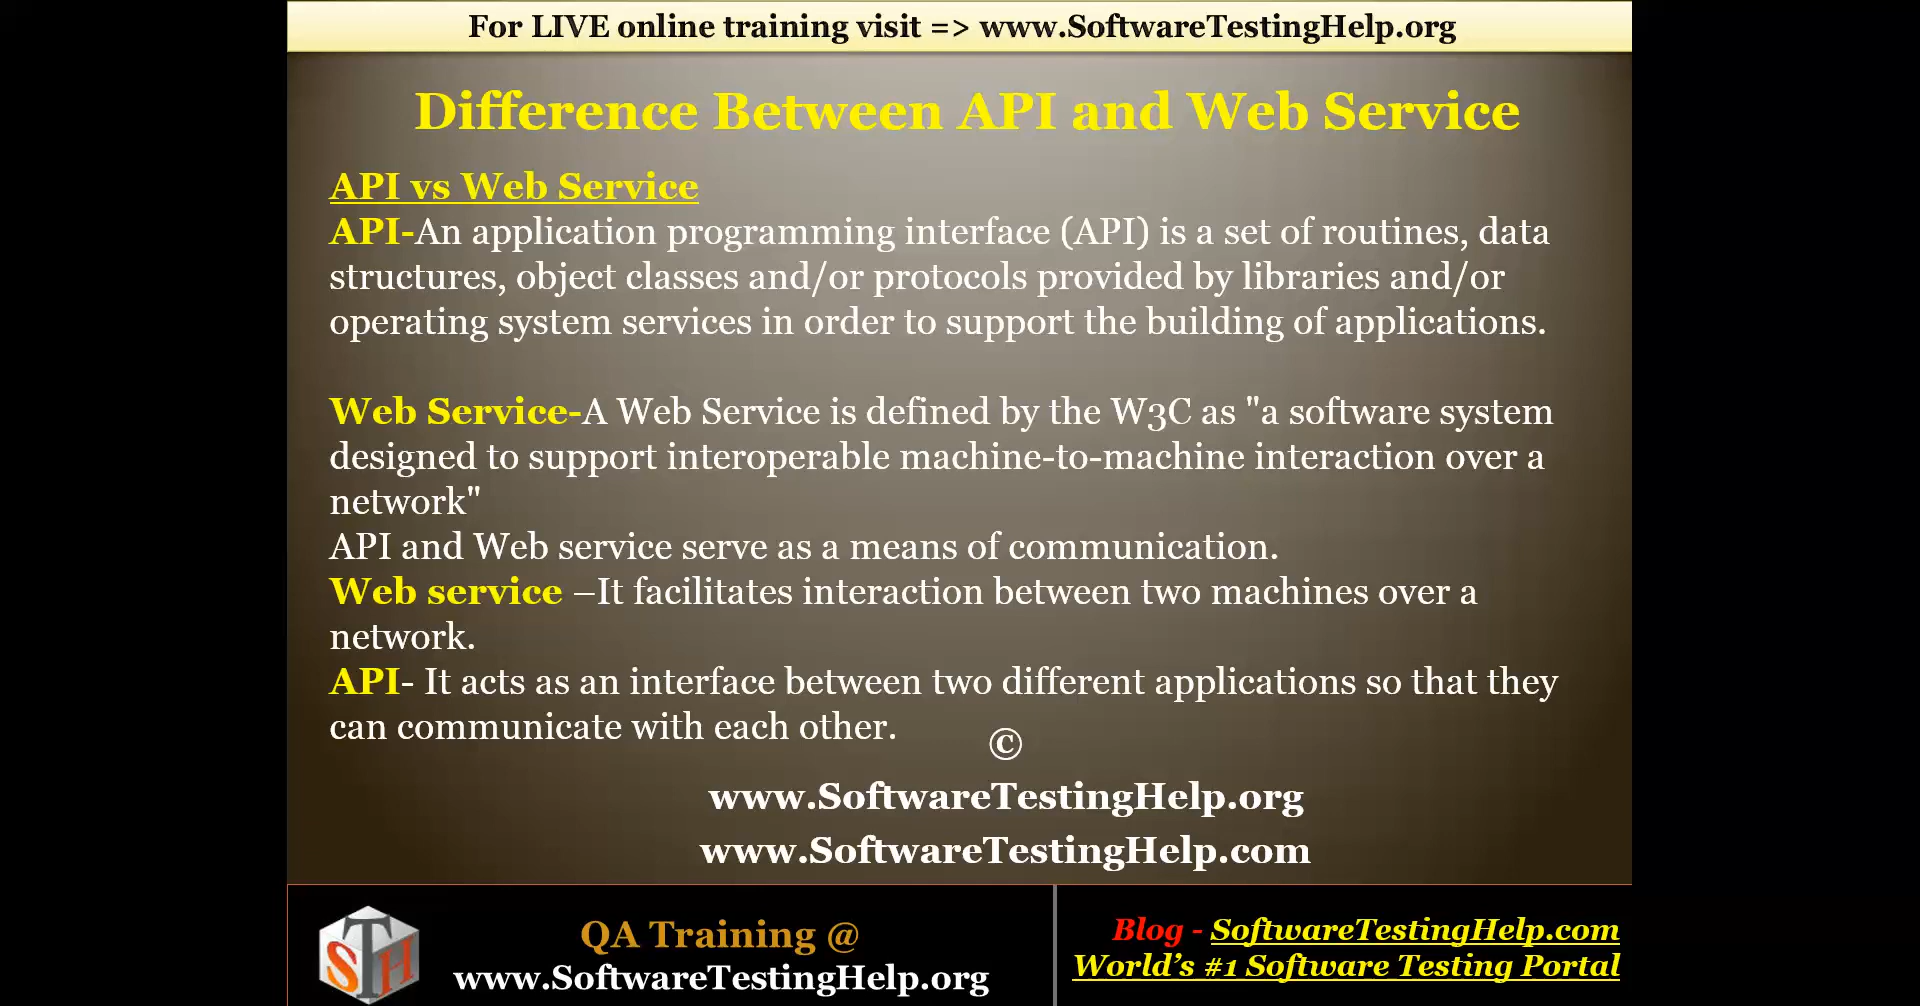 For LIVE online training visit => www.SoftwareTestingHelp.org
Difference Between API and Web Service
API vs Web Service
API-An application programming interface (API) is a set of routines, data
structures, object classes and/or protocols provided by libraries and/or
operating system services in order to support the building of applications.
Web Service-A Web Service is defined by the W3C as "a software system
designed to support interoperable machine-to-machine interaction over a
network"
API and Web service serve as a means of communication.
Web service –It facilitates interaction between two machines over a
network.
API- It acts as an interface between two different applications so that they
can communicate with each other.
©
www.SoftwareTestingHelp.org
www.SoftwareTestingHelp.com
STH
QA Training @
www.SoftwareTestingHelp.org
Blog - SoftwareTestingHelp.com
World’s #1 Software Testing Portal